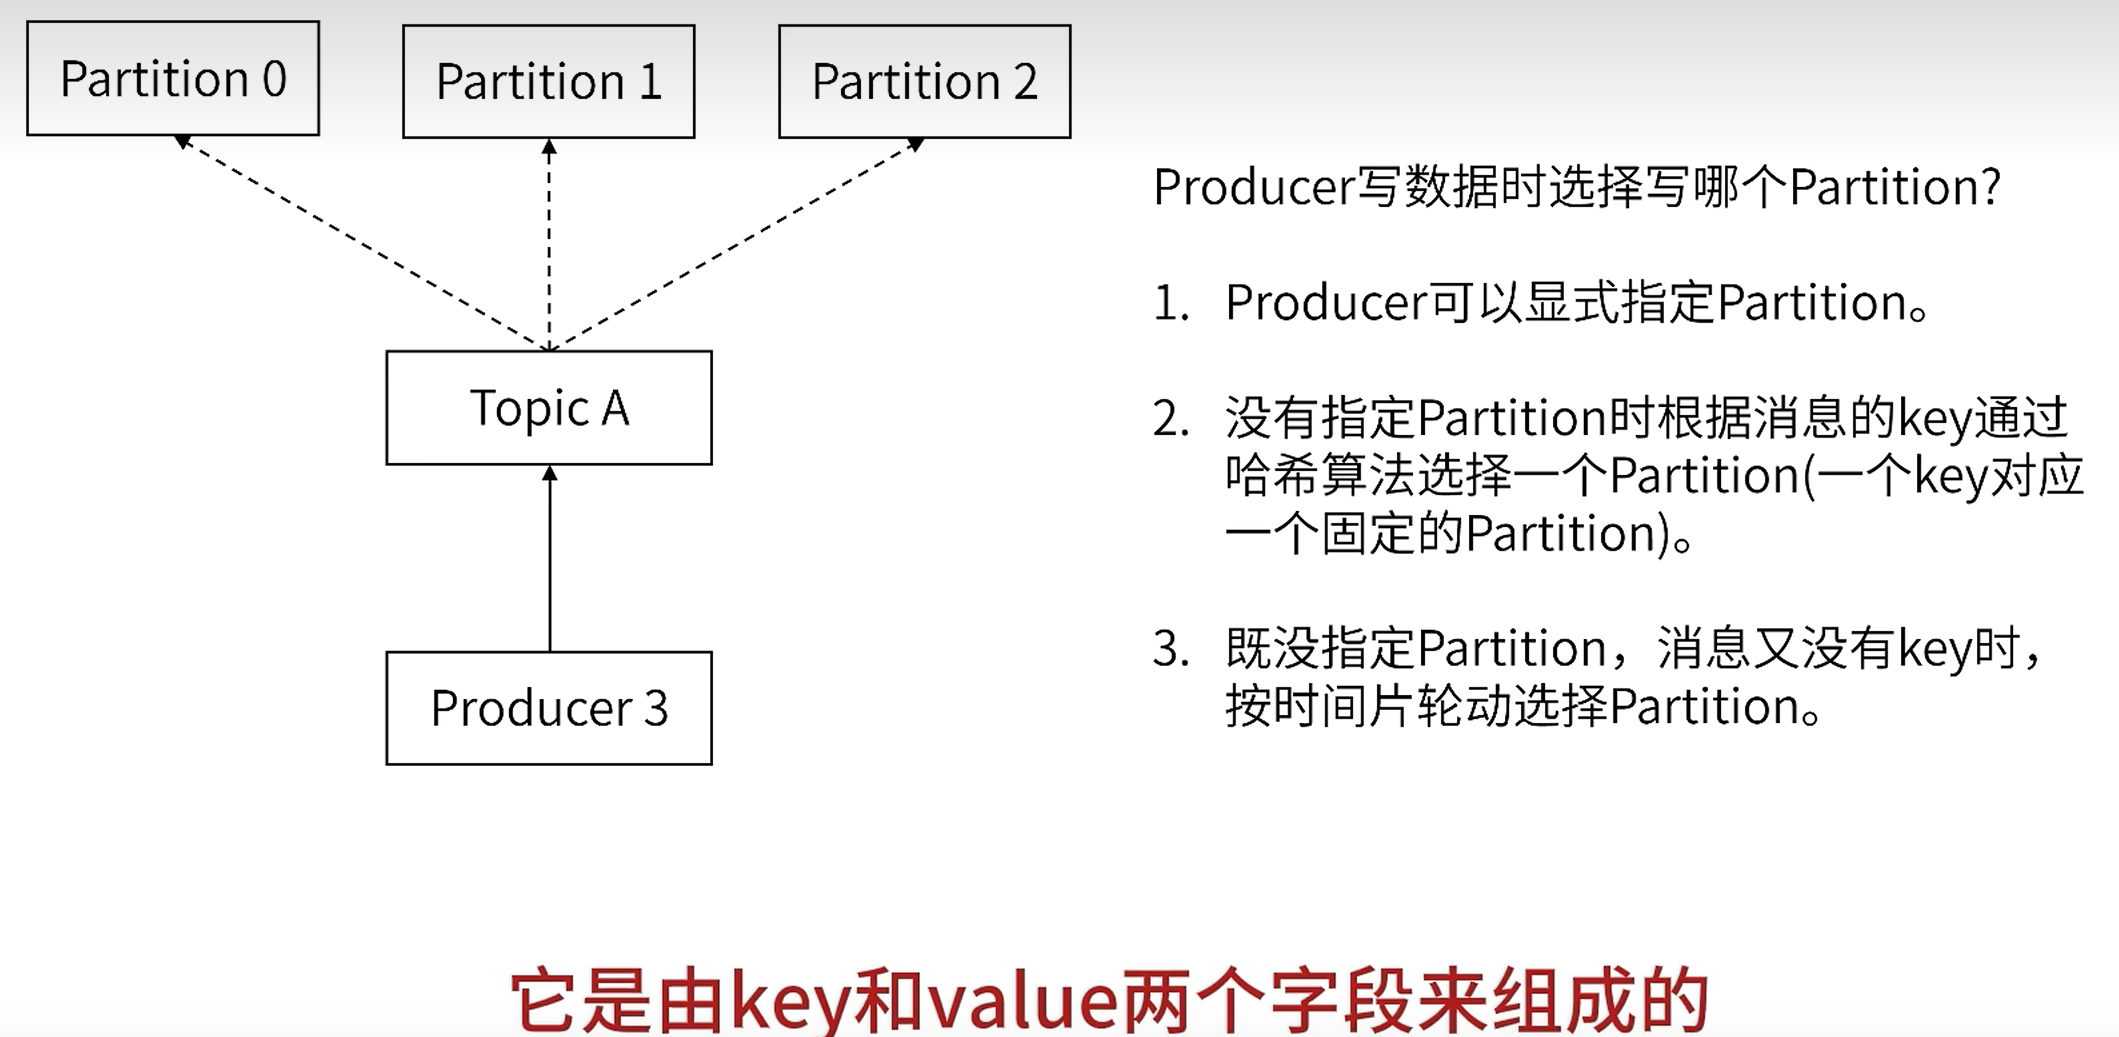 Partition 0
Partition 1
Partition 2
Topic A
Producer 3
Producer写数据时选择写哪个Partition?
1. Producer可以显式指定Partition。
2. 没有指定Partition时根据消息的key通过
哈希算法选择一个Partition(一个key对应
一个固定的Partition)。
3. 既没指定Partition，消息又没有key时，
按时间片轮动选择Partition。
它是由key和value两个字段来组成的